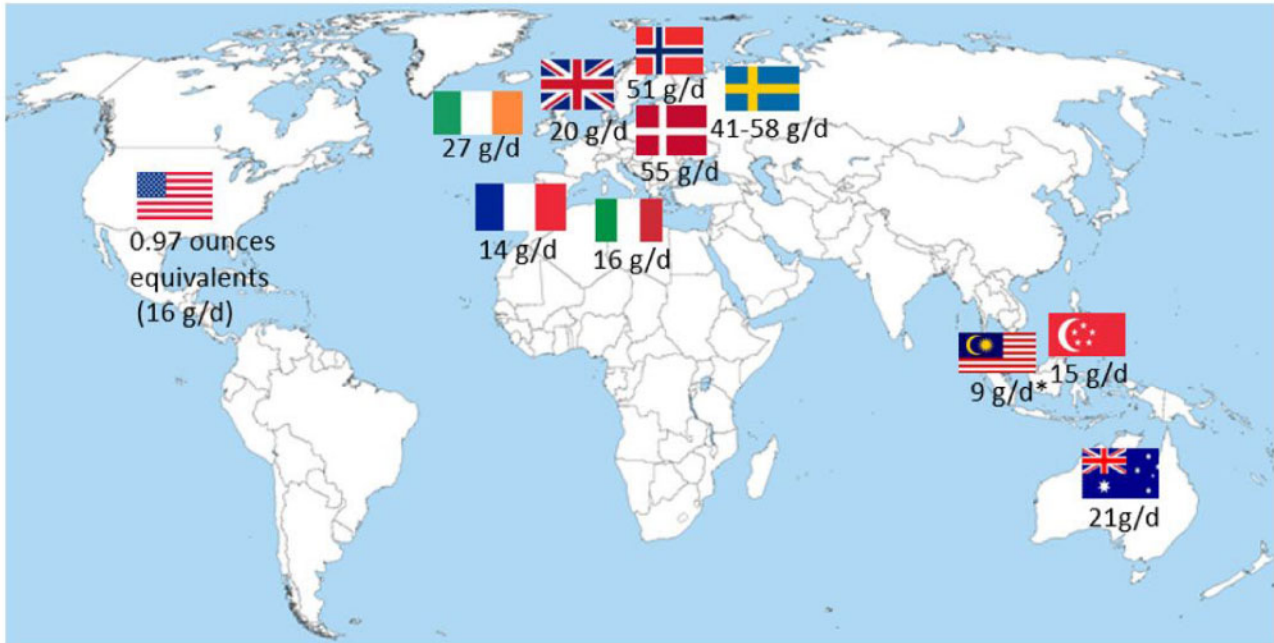 51 g/d
20 g/d
41-58 g/d
27 g/d
55 g/d
0.97 ounces
equivalents
(16 g/d)
14 g/d
16 g/d
9 g/d*
15 g/d
21g/d